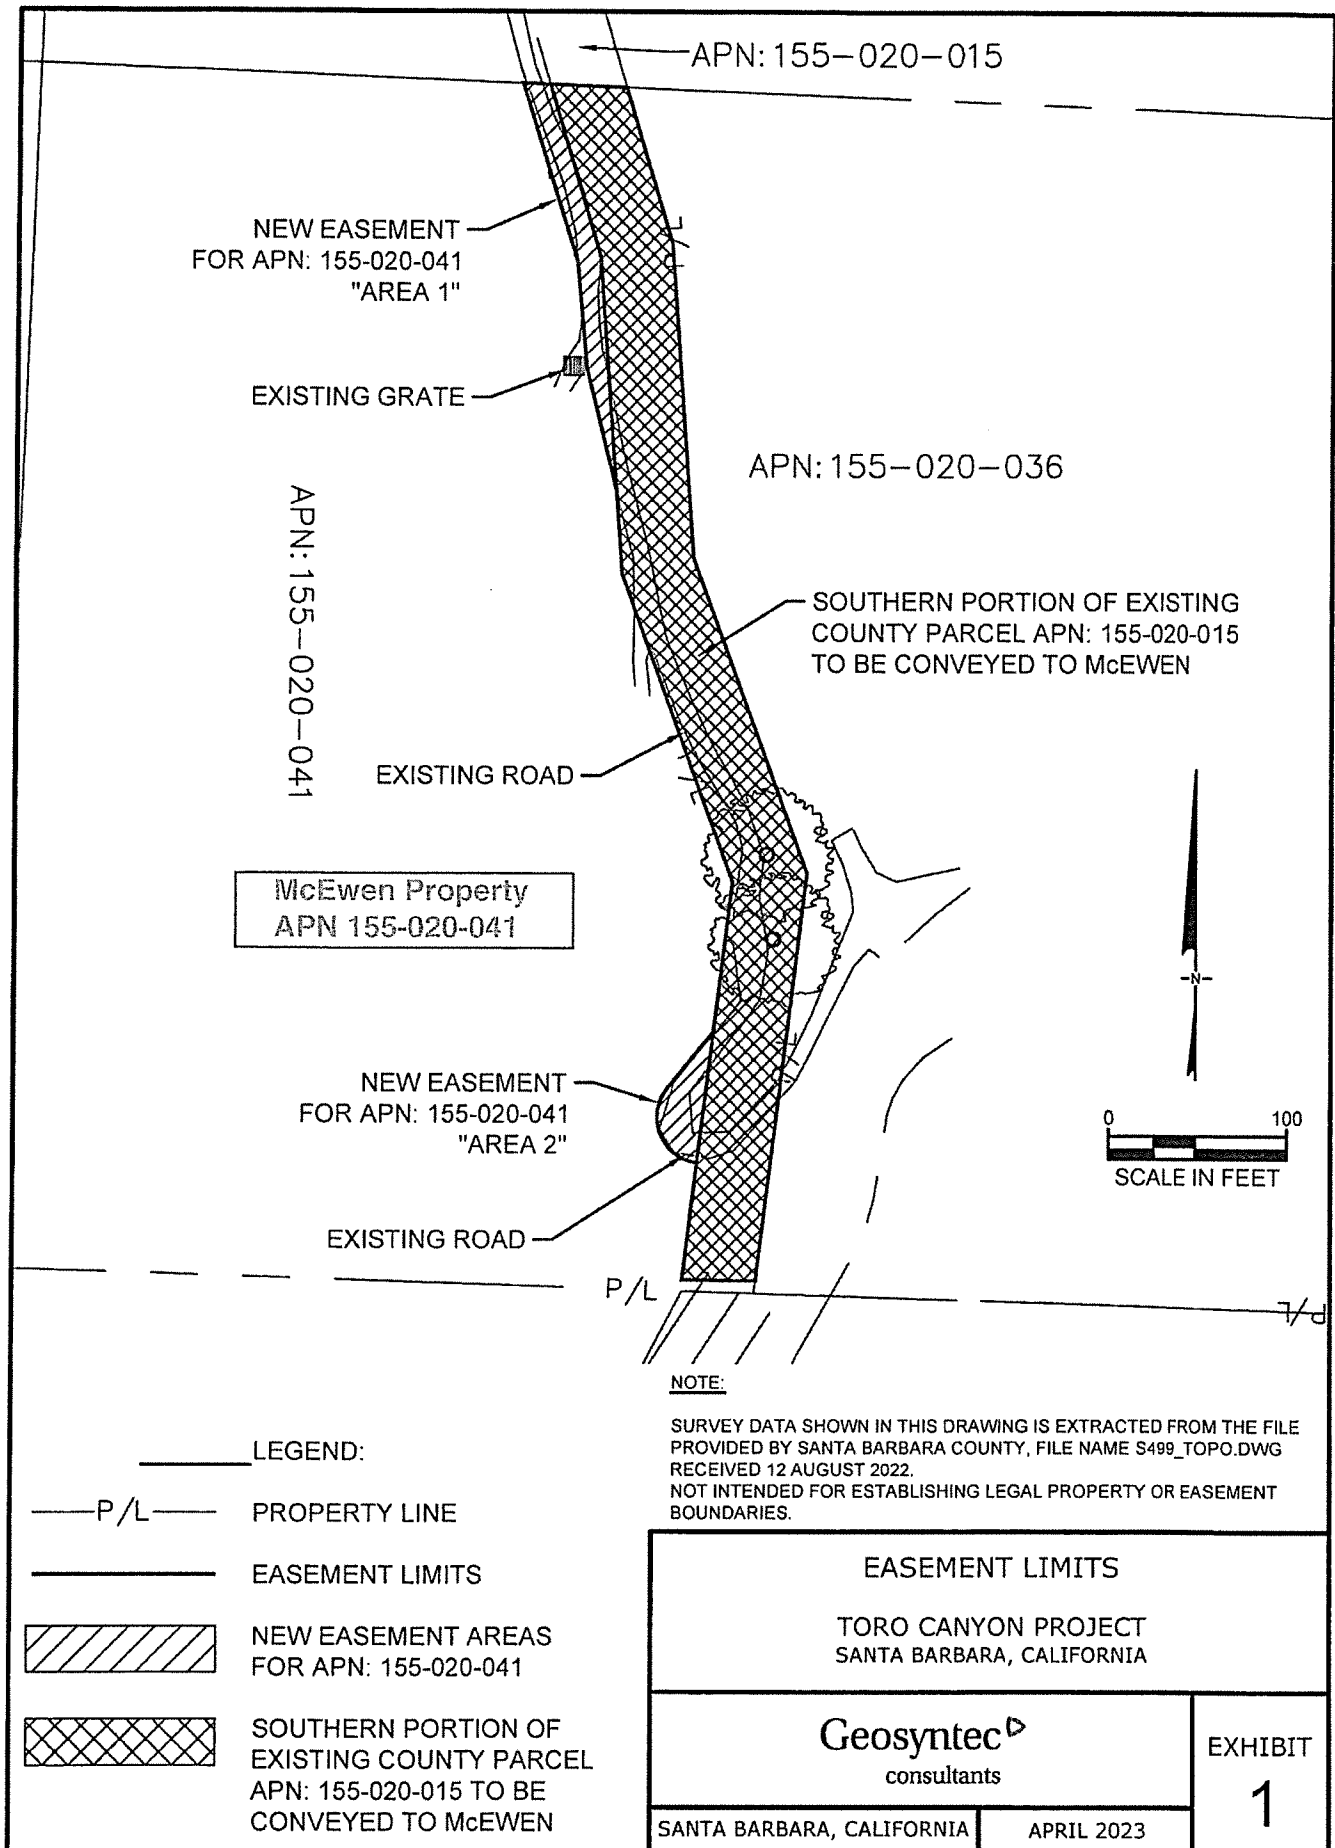 APN: 155-020-015
NEW EASEMENT
FOR APN: 155-020-041
"AREA 1"
EXISTING GRATE
APN: 155-020-036
APN: 155-020-041
SOUTHERN PORTION OF EXISTING
COUNTY PARCEL APN: 155-020-015
TO BE CONVEYED TO McEWEN
EXISTING ROAD
McEwen Property
APN 155-020-041
-N-
NEW EASEMENT
FOR APN: 155-020-041
"AREA 2"
0 100
SCALE IN FEET
EXISTING ROAD
P/L
P/L
NOTE:
SURVEY DATA SHOWN IN THIS DRAWING IS EXTRACTED FROM THE FILE
PROVIDED BY SANTA BARBARA COUNTY, FILE NAME S499_TOPO.DWG
RECEIVED 12 AUGUST 2022.
NOT INTENDED FOR ESTABLISHING LEGAL PROPERTY OR EASEMENT
BOUNDARIES.
LEGEND:
P/L PROPERTY LINE
EASEMENT LIMITS
NEW EASEMENT AREAS
FOR APN: 155-020-041
SOUTHERN PORTION OF
EXISTING COUNTY PARCEL
APN: 155-020-015 TO BE
CONVEYED TO McEWEN
EASEMENT LIMITS
TORO CANYON PROJECT
SANTA BARBARA, CALIFORNIA
Geosyntec
consultants
EXHIBIT
1
SANTA BARBARA, CALIFORNIA
APRIL 2023